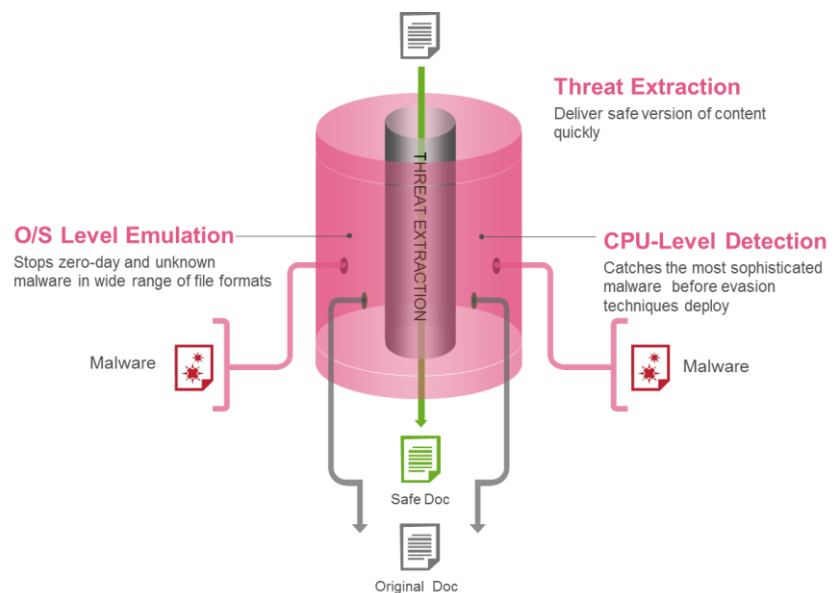 Threat Extraction
Deliver safe version of content
quickly
THREAT EXTRACTION
O/S Level Emulation
Stops zero-day and unknown
malware in wide range of file formats
CPU-Level Detection
Catches the most sophisticated
malware before evasion
techniques deploy
Malware
Malware
Safe Doc
Original Doc